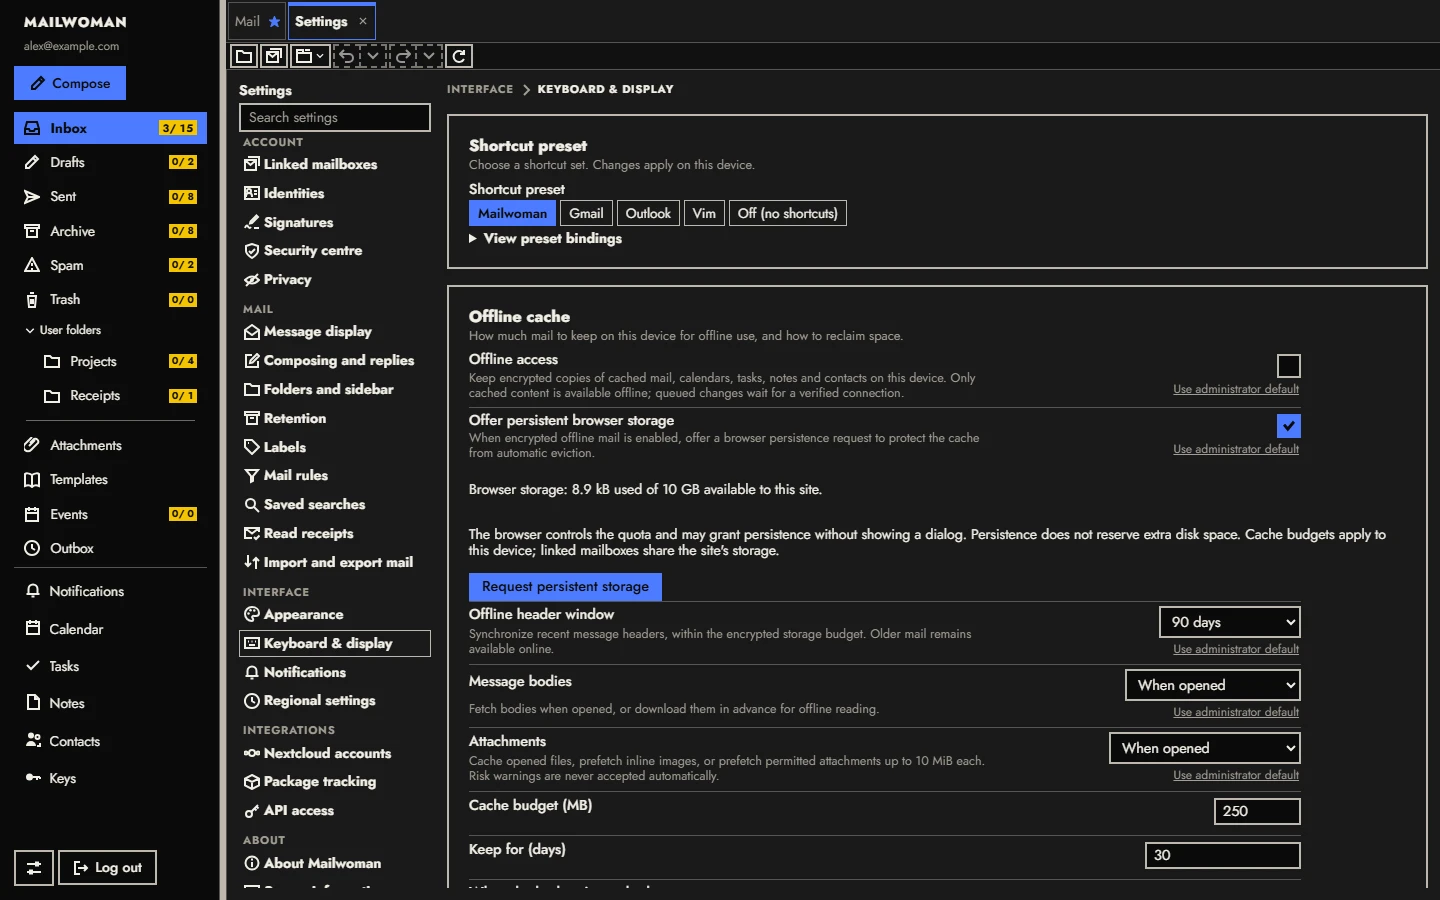 MAILWOMAN
alex@example.com
Compose
Inbox 3/ 15
Drafts 0/ 2
Sent 0/ 8
Archive 0/ 8
Spam 0/ 2
Trash 0/ 0
User folders
Projects 0/ 4
Receipts 0/ 1
Attachments
Templates
Events 0/ 0
Outbox
Notifications
Calendar
Tasks
Notes
Contacts
Keys
Log out
Mail
Settings ×
Settings
Search settings
ACCOUNT
Linked mailboxes
Identities
Signatures
Security centre
Privacy
MAIL
Message display
Composing and replies
Folders and sidebar
Retention
Labels
Mail rules
Saved searches
Read receipts
Import and export mail
INTERFACE
Appearance
Keyboard & display
Notifications
Regional settings
INTEGRATIONS
Nextcloud accounts
Package tracking
API access
ABOUT
About Mailwoman
INTERFACE > KEYBOARD & DISPLAY
Shortcut preset
Choose a shortcut set. Changes apply on this device.
Shortcut preset
Mailwoman Gmail Outlook Vim Off (no shortcuts)
View preset bindings
Offline cache
How much mail to keep on this device for offline use, and how to reclaim space.
Offline access
Keep encrypted copies of cached mail, calendars, tasks, notes and contacts on this device. Only
cached content is available offline; queued changes wait for a verified connection.
Use administrator default
Offer persistent browser storage
When encrypted offline mail is enabled, offer a browser persistence request to protect the cache
from automatic eviction.
Use administrator default
Browser storage: 8.9 kB used of 10 GB available to this site.
The browser controls the quota and may grant persistence without showing a dialog. Persistence does not reserve extra disk space. Cache budgets apply to
this device; linked mailboxes share the site's storage.
Request persistent storage
Offline header window
Synchronize recent message headers, within the encrypted storage budget. Older mail remains
available online.
90 days
Use administrator default
Message bodies
Fetch bodies when opened, or download them in advance for offline reading.
When opened
Use administrator default
Attachments
Cache opened files, prefetch inline images, or prefetch permitted attachments up to 10 MiB each.
Risk warnings are never accepted automatically.
When opened
Use administrator default
Cache budget (MB)
250
Keep for (days)
30